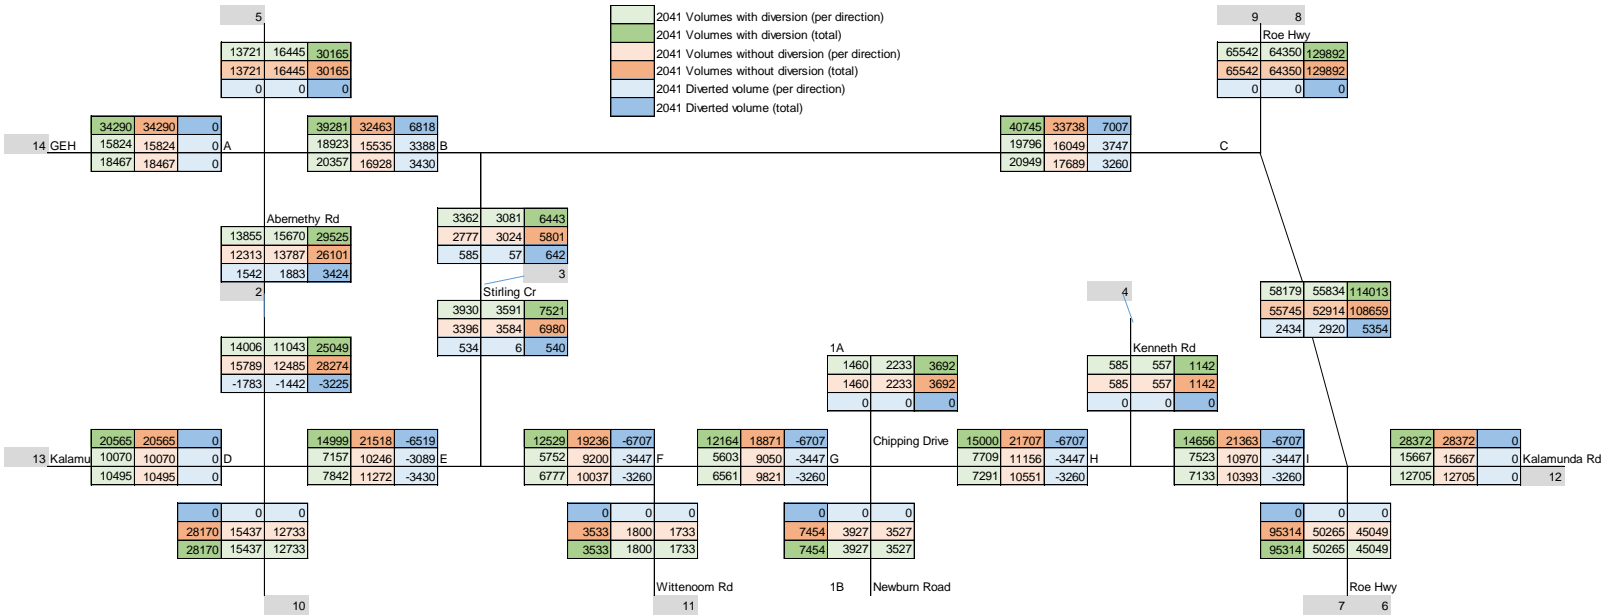 5
2041 Volumes with diversion (per direction)
2041 Volumes with diversion (total)
2041 Volumes without diversion (per direction)
2041 Volumes without diversion (total)
2041 Diverted volume (per direction)
2041 Diverted volume (total)
9 8
Roe Hwy
13721 16445 30165
13721 16445 30165
0 0 0
65542 64350 129892
65542 64350 129892
0 0 0
34290 34290 0
14 GEH 15824 15824 0 A
18467 18467 0
39281 32463 6818
18923 15535 3388 B
20357 16928 3430
40745 33738 7007
19796 16049 3747 C
20949 17689 3260
Abernethy Rd
13855 15670 29525
12313 13787 26101
1542 1883 3424
2
3362 3081 6443
2777 3024 5801
585 57 642
3
Stirling Cr
3930 3591 7521
3396 3584 6980
534 6 540
4
58179 55834 114013
55745 52914 108659
2434 2920 5354
14006 11043 25049
15789 12485 28274
-1783 -1442 -3225
1A
1460 2233 3692
1460 2233 3692
0 0 0
Kenneth Rd
585 557 1142
585 557 1142
0 0 0
20565 20565 0
13 Kalamu 10070 10070 0 D
10495 10495 0
14999 21518 -6519
7157 10246 -3089 E
7842 11272 -3430
12529 19236 -6707
5752 9200 -3447 F
6777 10037 -3260
12164 18871 -6707
5603 9050 -3447 G
6561 9821 -3260
Chipping Drive
15000 21707 -6707
7709 11156 -3447 H
7291 10551 -3260
14656 21363 -6707
7523 10970 -3447 I
7133 10393 -3260
28372 28372 0
15667 15667 0 Kalamunda Rd
12705 12705 0
12
0 0 0
28170 15437 12733
28170 15437 12733
10
0 0 0
3533 1800 1733
3533 1800 1733
Wittenoom Rd
11
0 0 0
7454 3927 3527
7454 3927 3527
1B Newburn Road
0 0 0
95314 50265 45049
95314 50265 45049
Roe Hwy
7 6